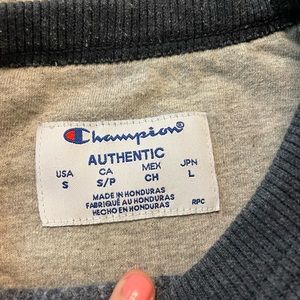 Champion
AUTHENTIC
USA CA MEX JPN
S S/P CH L
MADE IN HONDURAS
FABRIQUÉ AU HONDURAS
HECHO EN HONDURAS RPC